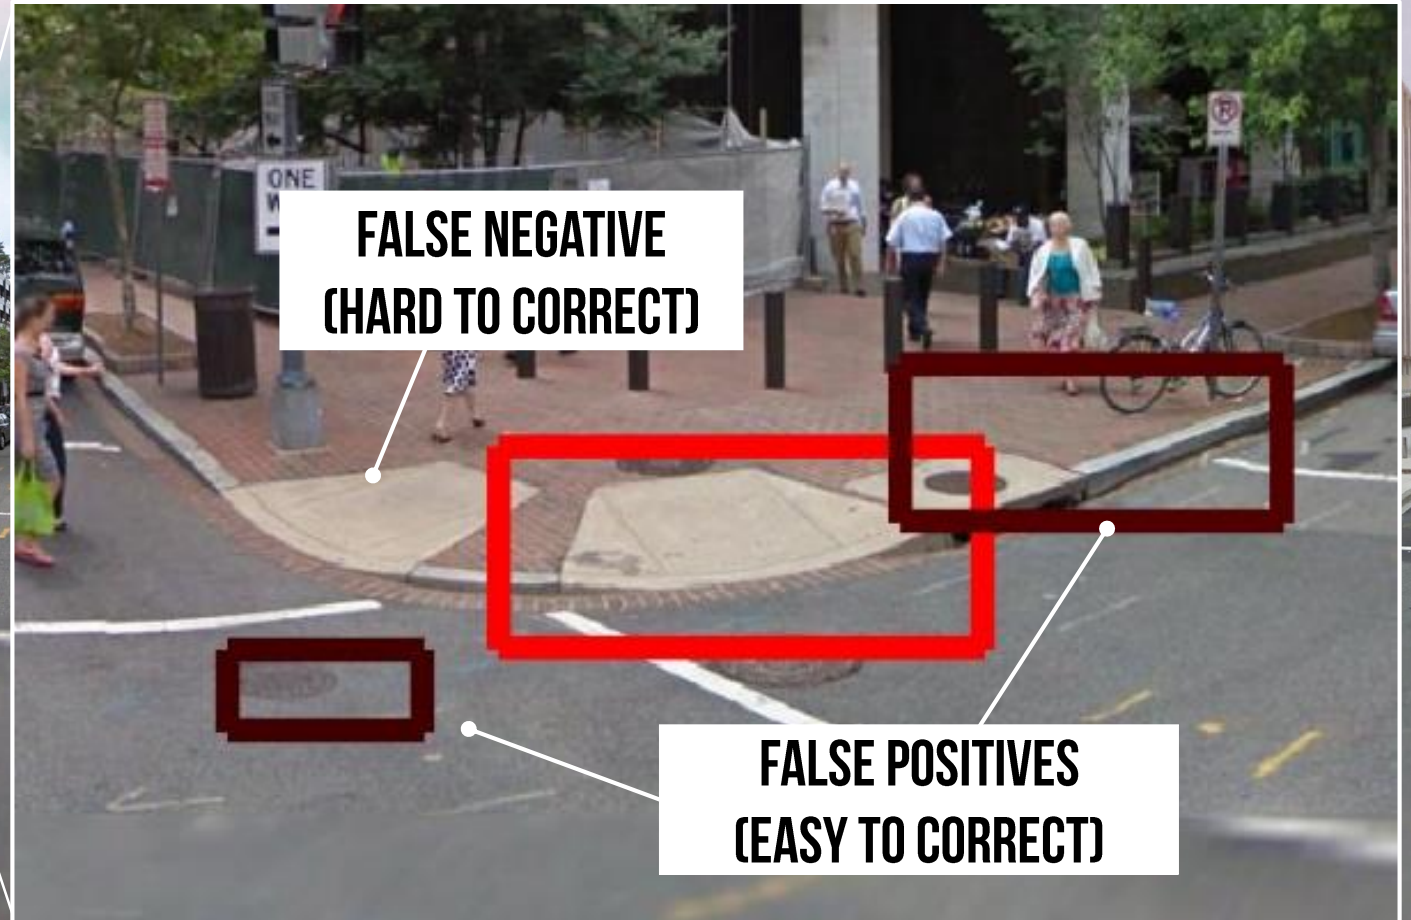 ONE
FALSE NEGATIVE
(HARD TO CORRECT)
FALSE POSITIVES
(EASY TO CORRECT)